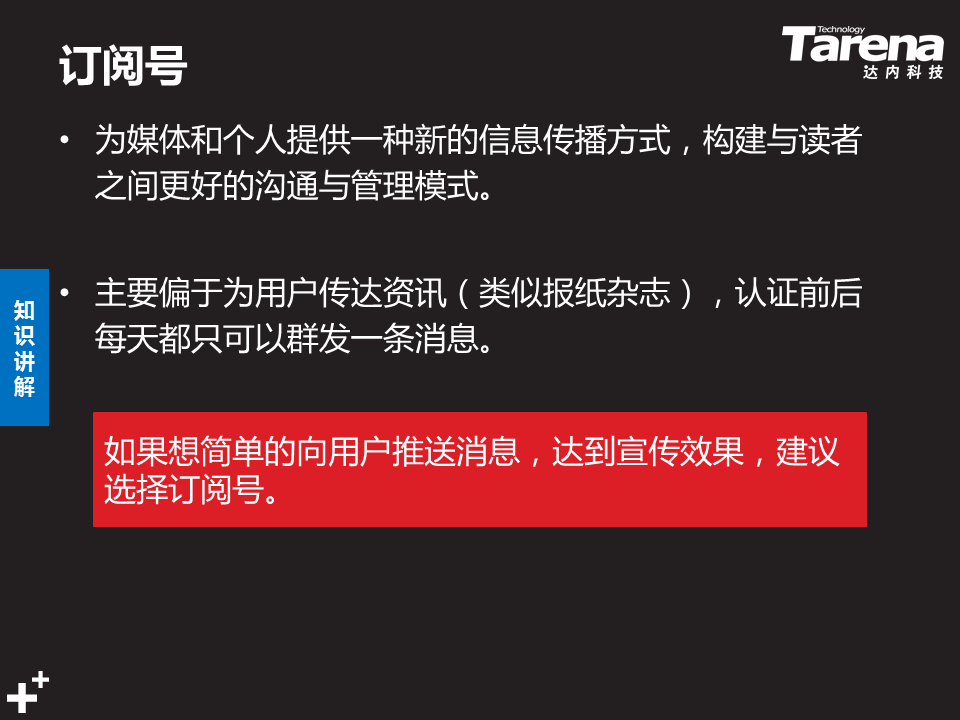 订阅号
Technology
Tarena
达内科技
• 为媒体和个人提供一种新的信息传播方式，构建与读者
之间更好的沟通与管理模式。
• 主要偏于为用户传达资讯（类似报纸杂志），认证前后
每天都只可以群发一条消息。
知识讲解
如果想简单的向用户推送消息，达到宣传效果，建议
选择订阅号。